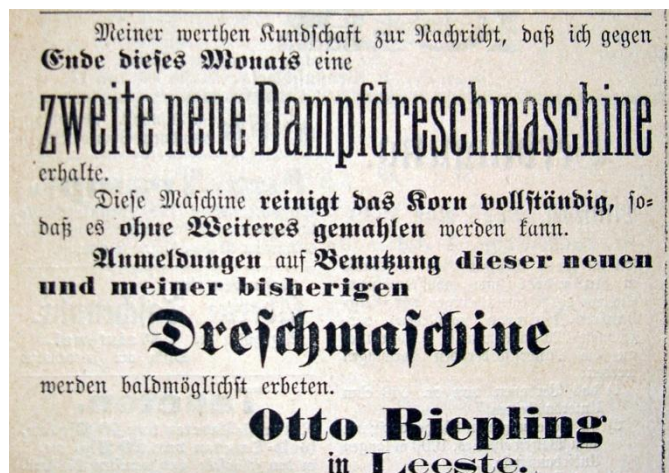 Meiner werthen Kundschaft zur Nachricht, daß ich gegen
Ende dieses Monats eine
zweite neue Dampfdreschmaschine
erhalte.
Diese Maschine reinigt das Korn vollständig, so=
daß es ohne Weiteres gemahlen werden kann.
Anmeldungen auf Benutzung dieser neuen
und meiner bisherigen
Dreschmaschine
werden baldmöglichst erbeten.
Otto Riepling
in Leeste.